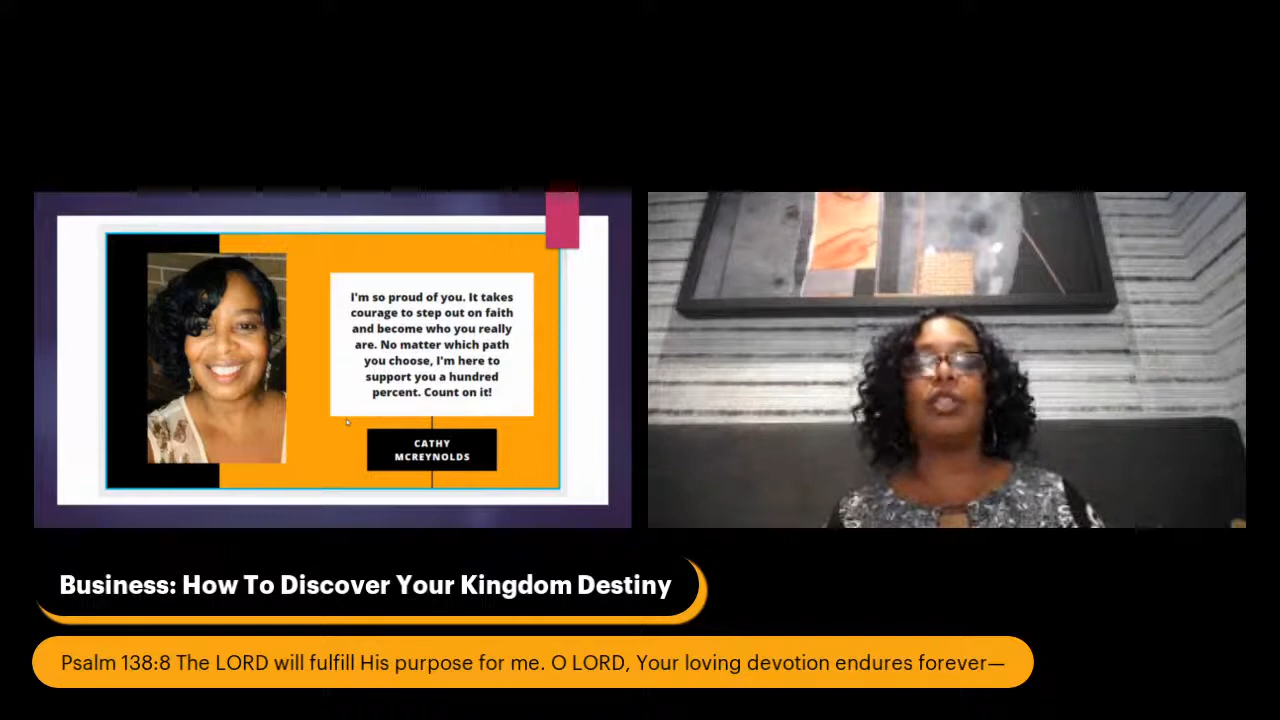 I'm so proud of you. It takes
courage to step out on faith
and become who you really
are. No matter which path
you choose, I'm here to
support you a hundred
percent. Count on it!
CATHY
MCREYNOLDS
Business: How To Discover Your Kingdom Destiny
Psalm 138:8 The LORD will fulfill His purpose for me. O LORD, Your loving devotion endures forever—